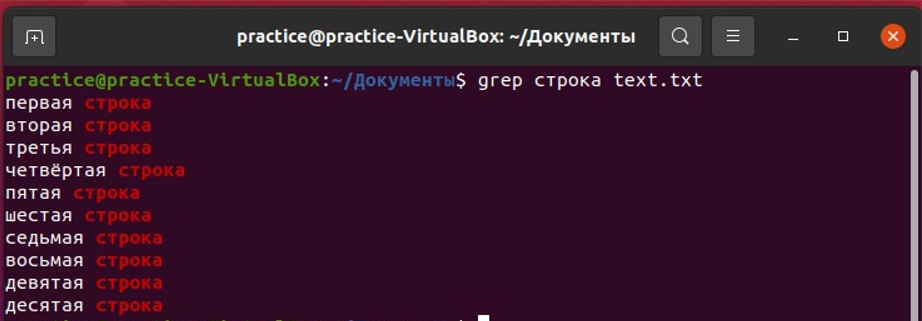 practice@practice-VirtualBox: ~/Документы
practice@practice-VirtualBox:~/Документы$ grep строка text.txt
первая строка
вторая строка
третья строка
четвёртая строка
пятая строка
шестая строка
седьмая строка
восьмая строка
девятая строка
десятая строка